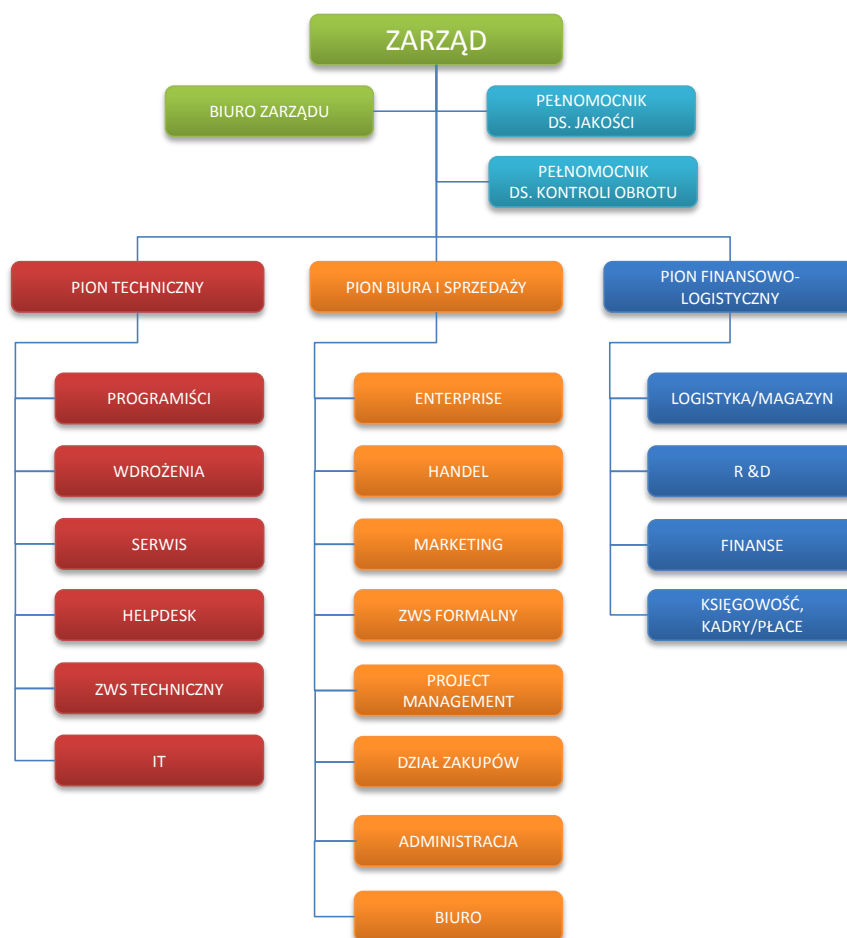 ZARZĄD
BIURO ZARZĄDU
PEŁNOMOCNIK
DS. JAKOŚCI
PEŁNOMOCNIK
DS. KONTROLI OBROTU
PION TECHNICZNY
PROGRAMIŚCI
WDROŻENIA
SERWIS
HELPDESK
ZWS TECHNICZNY
IT
PION BIURA I SPRZEDAŻY
ENTERPRISE
HANDEL
MARKETING
ZWS FORMALNY
PROJECT
MANAGEMENT
DZIAŁ ZAKUPÓW
ADMINISTRACJA
BIURO
PION FINANSOWO-
LOGISTYCZNY
LOGISTYKA/MAGAZYN
R &D
FINANSE
KSIĘGOWOŚĆ,
KADRY/PŁACE